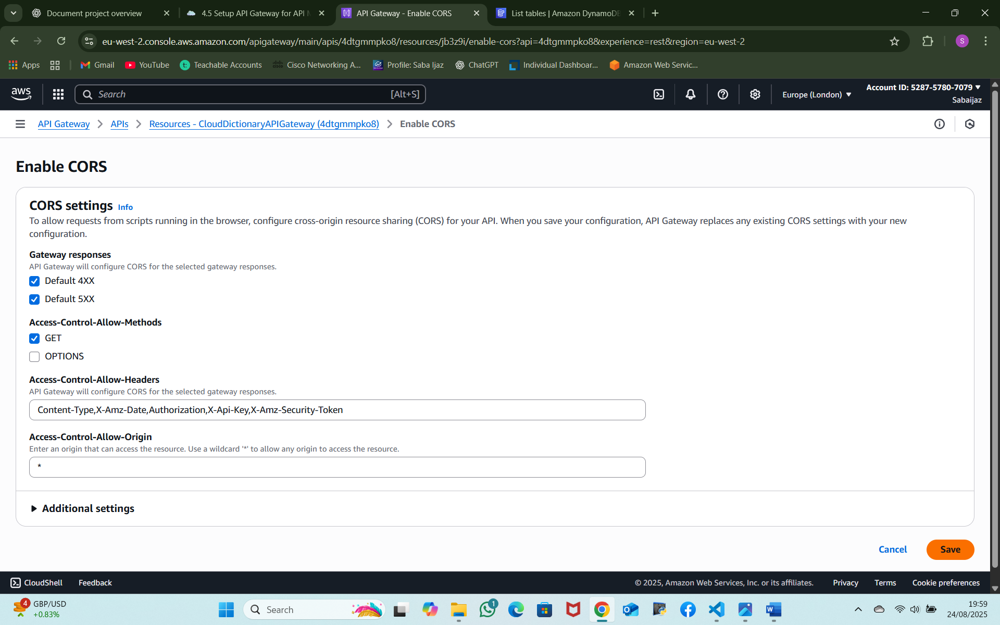 Document project overview
4.5 Setup API Gateway for API M
API Gateway - Enable CORS
List tables | Amazon DynamoDB
eu-west-2.console.aws.amazon.com/apigateway/main/apis/4dtgmmpko8/resources/jb3z9i/enable-cors?api=4dtgmmpko8&experience=rest&region=eu-west-2
S
Apps
Gmail
YouTube
t:
Teachable Accounts
Cisco Networking A...
Profile: Saba Ijaz
ChatGPT
Individual Dashboar...
Amazon Web Servic...
aws
Search
[Alt+S]
Europe (London)
Account ID: 5287-5780-7079
Sabaijaz
API Gateway
APIs
Resources - CloudDictionaryAPIGateway (4dtgmmpko8)
Enable CORS
Enable CORS
CORS settings Info
To allow requests from scripts running in the browser, configure cross-origin resource sharing (CORS) for your API. When you save your configuration, API Gateway replaces any existing CORS settings with your new
configuration.
Gateway responses
API Gateway will configure CORS for the selected gateway responses.
Default 4XX
Default 5XX
Access-Control-Allow-Methods
GET
OPTIONS
Access-Control-Allow-Headers
API Gateway will configure CORS for the selected gateway responses.
Content-Type,X-Amz-Date,Authorization,X-Api-Key,X-Amz-Security-Token
Access-Control-Allow-Origin
Enter an origin that can access the resource. Use a wildcard '*' to allow any origin to access the resource.
*
Additional settings
Cancel
Save
CloudShell
Feedback
© 2025, Amazon Web Services, Inc. or its affiliates.
Privacy
Terms
Cookie preferences
4
GBP/USD
+0.83%
Search
1
19:59
24/08/2025